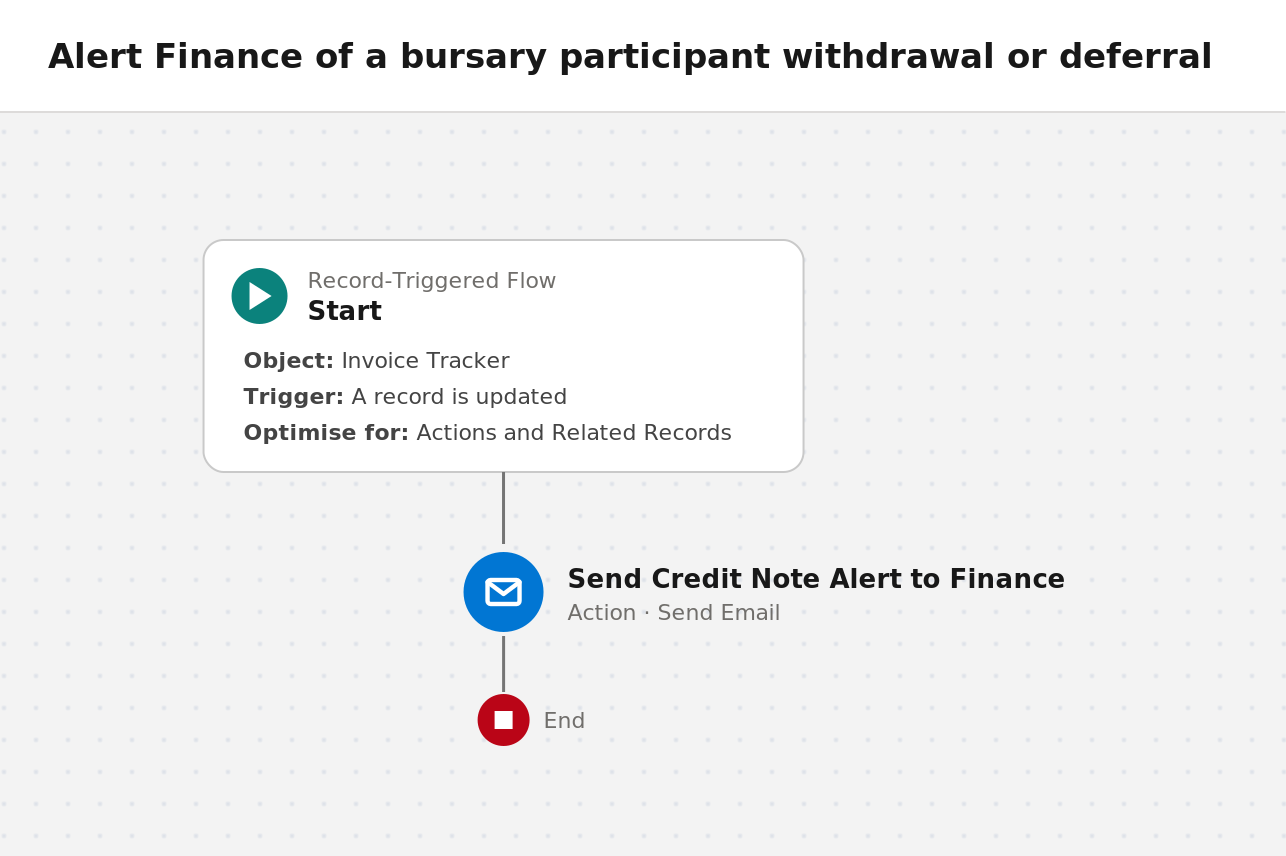 Alert Finance of a bursary participant withdrawal or deferral
Record-Triggered Flow
Start
Object: Invoice Tracker
Trigger: A record is updated
Optimise for: Actions and Related Records
Send Credit Note Alert to Finance
Action · Send Email
End